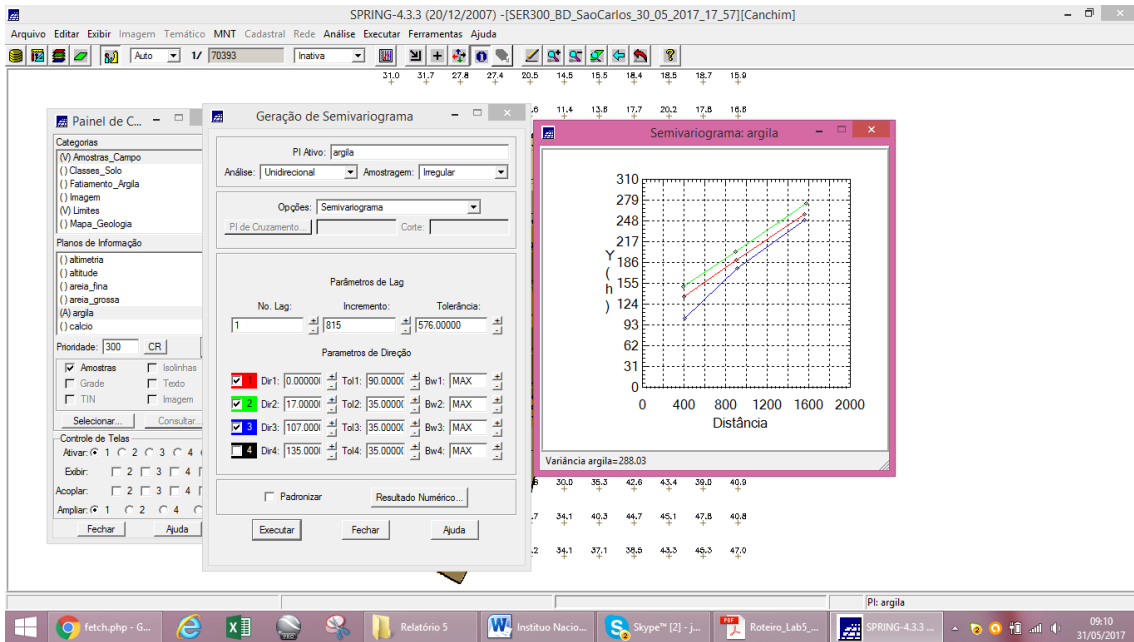 SPRING-4.3.3 (20/12/2007) -[SER300_BD_SaoCarlos_30_05_2017_17_57][Canchim]
Arquivo Editar Exibir Imagem Temático MNT Cadastral Rede Análise Executar Ferramentas Ajuda
Auto 1/ 70393 Inativa
31.0 31.7 27.8 27.4 20.5 14.5 15.5 18.4 18.5 18.7 15.9
11.4 13.8 17.7 20.2 17.8 16.8
Painel de C...
Categorias
(V) Amostras_Campo
() Classes_Solo
() Fatiamento_Argila
() Imagem
(V) Limites
() Mapa_Geologia
Planos de Informação
() altimetria
() altitude
() areia_fina
() areia_grossa
(A) argila
() calcio
Prioridade: 300 CR
Amostras Isolinhas
Grade Texto
TIN Imagem
Selecionar... Consultar...
Controle de Telas
Ativar: 1 2 3 4
Exibir: 2 3 4
Acoplar: 2 3 4
Ampliar: 1 2 4
Fechar Ajuda
Geração de Semivariograma
PI Ativo: argila
Análise: Unidirecional Amostragem: Irregular
Opções: Semivariograma
PI de Cruzamento... Corte:
Parâmetros de Lag
No. Lag: Incremento: Tolerância:
1 815 576.00000
Parametros de Direção
1 Dir1: 0.00000 Tol1: 90.0000 Bw1: MAX
2 Dir2: 17.0000 Tol2: 35.0000 Bw2: MAX
3 Dir3: 107.000 Tol3: 35.0000 Bw3: MAX
4 Dir4: 135.000 Tol4: 35.0000 Bw4: MAX
Padronizar Resultado Numérico...
Executar Fechar Ajuda
Semivariograma: argila
310
279
248
217
186
155
124
93
62
31
0
Y(h)
0 400 800 1200 1600 2000
Distância
Variância argila=288.03
30.0 35.3 42.6 43.4 39.0 40.9
34.1 40.3 44.7 45.1 47.8 40.8
34.1 37.1 38.6 43.3 45.3 47.0
PI: argila
fetch.php - G... Relatório 5 Instituo Nacio... Skype™ [2] - j... Roteiro_Lab5_... SPRING-4.3.3 ...
09:10
31/05/2017